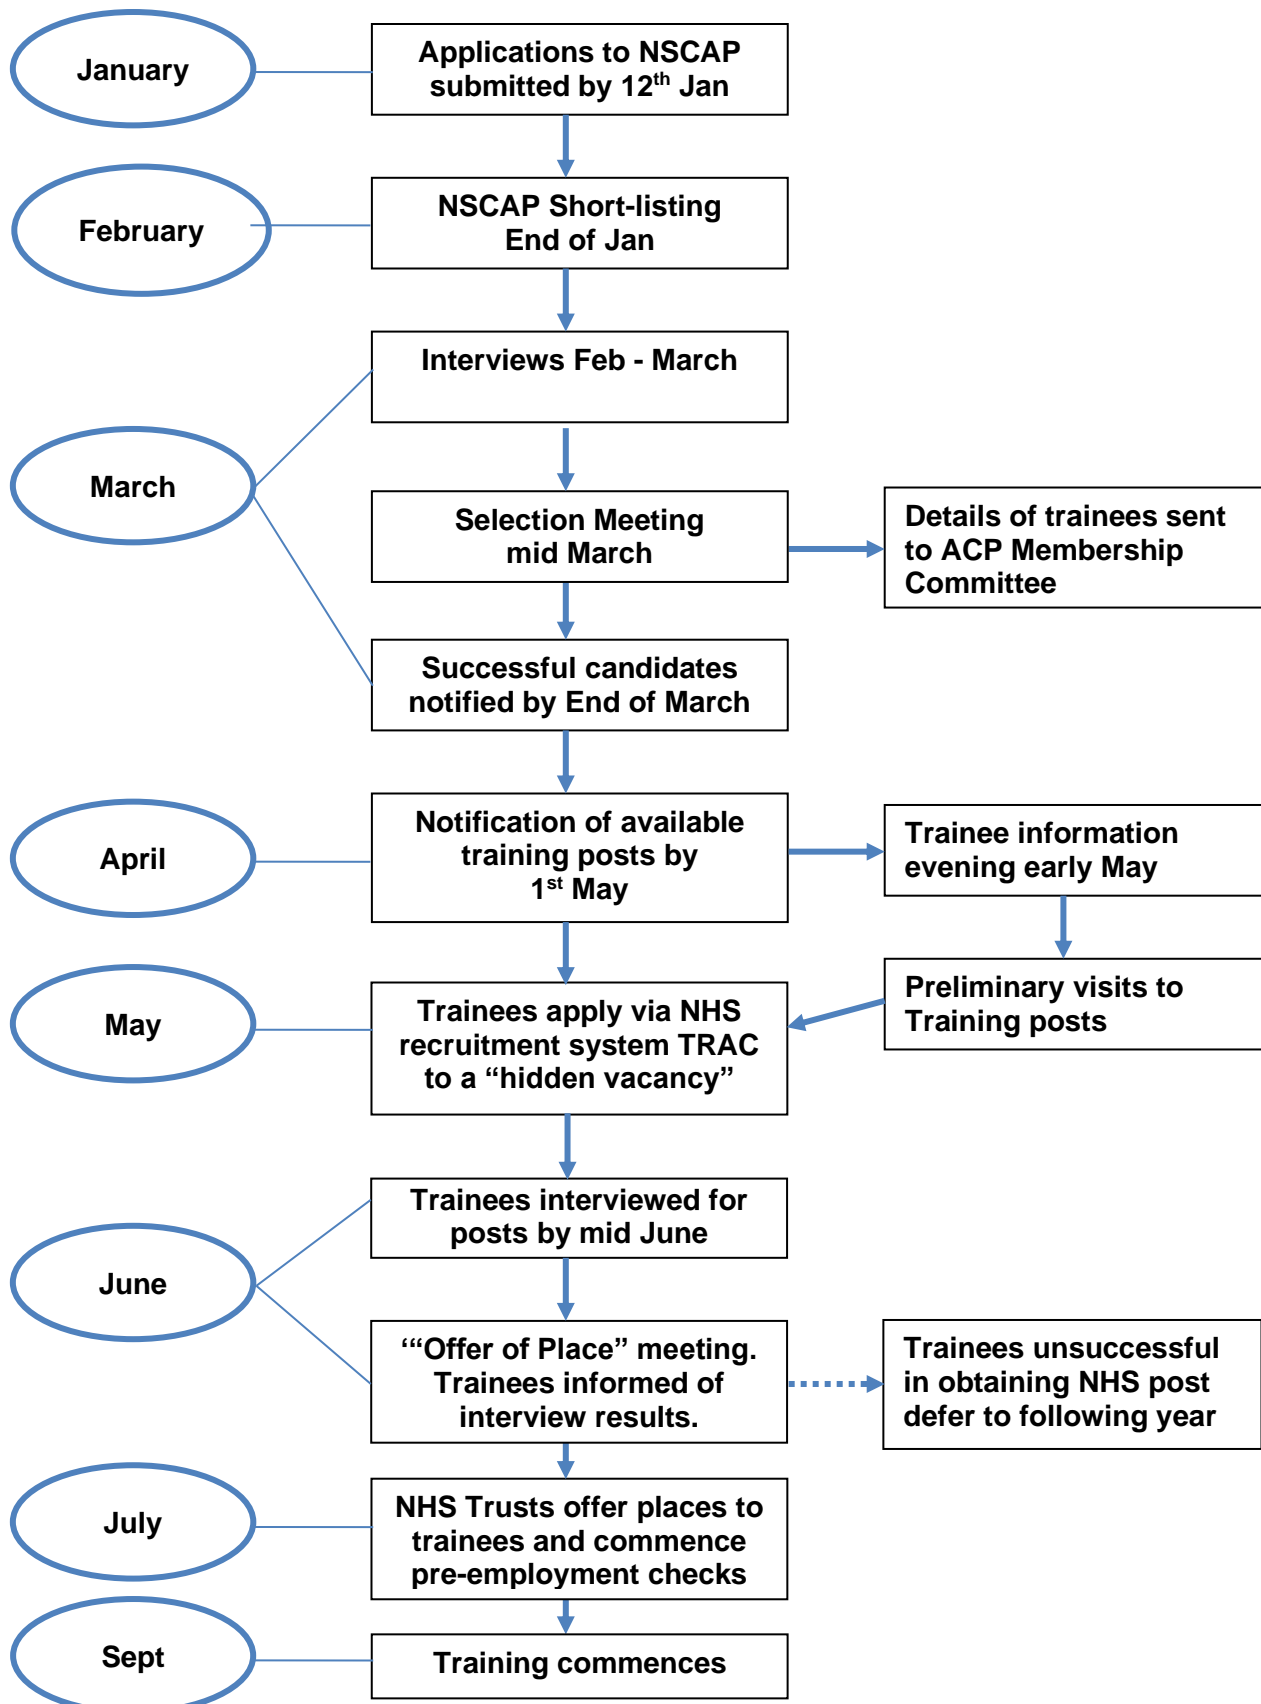 January
Applications to NSCAP
submitted by 12th Jan
February
NSCAP Short-listing
End of Jan
Interviews Feb - March
March
Selection Meeting
mid March
Details of trainees sent
to ACP Membership
Committee
Successful candidates
notified by End of March
April
Notification of available
training posts by
1st May
Trainee information
evening early May
May
Trainees apply via NHS
recruitment system TRAC
to a “hidden vacancy”
Preliminary visits to
Training posts
Trainees interviewed for
posts by mid June
June
‘“Offer of Place” meeting.
Trainees informed of
interview results.
Trainees unsuccessful
in obtaining NHS post
defer to following year
July
NHS Trusts offer places to
trainees and commence
pre-employment checks
Sept
Training commences